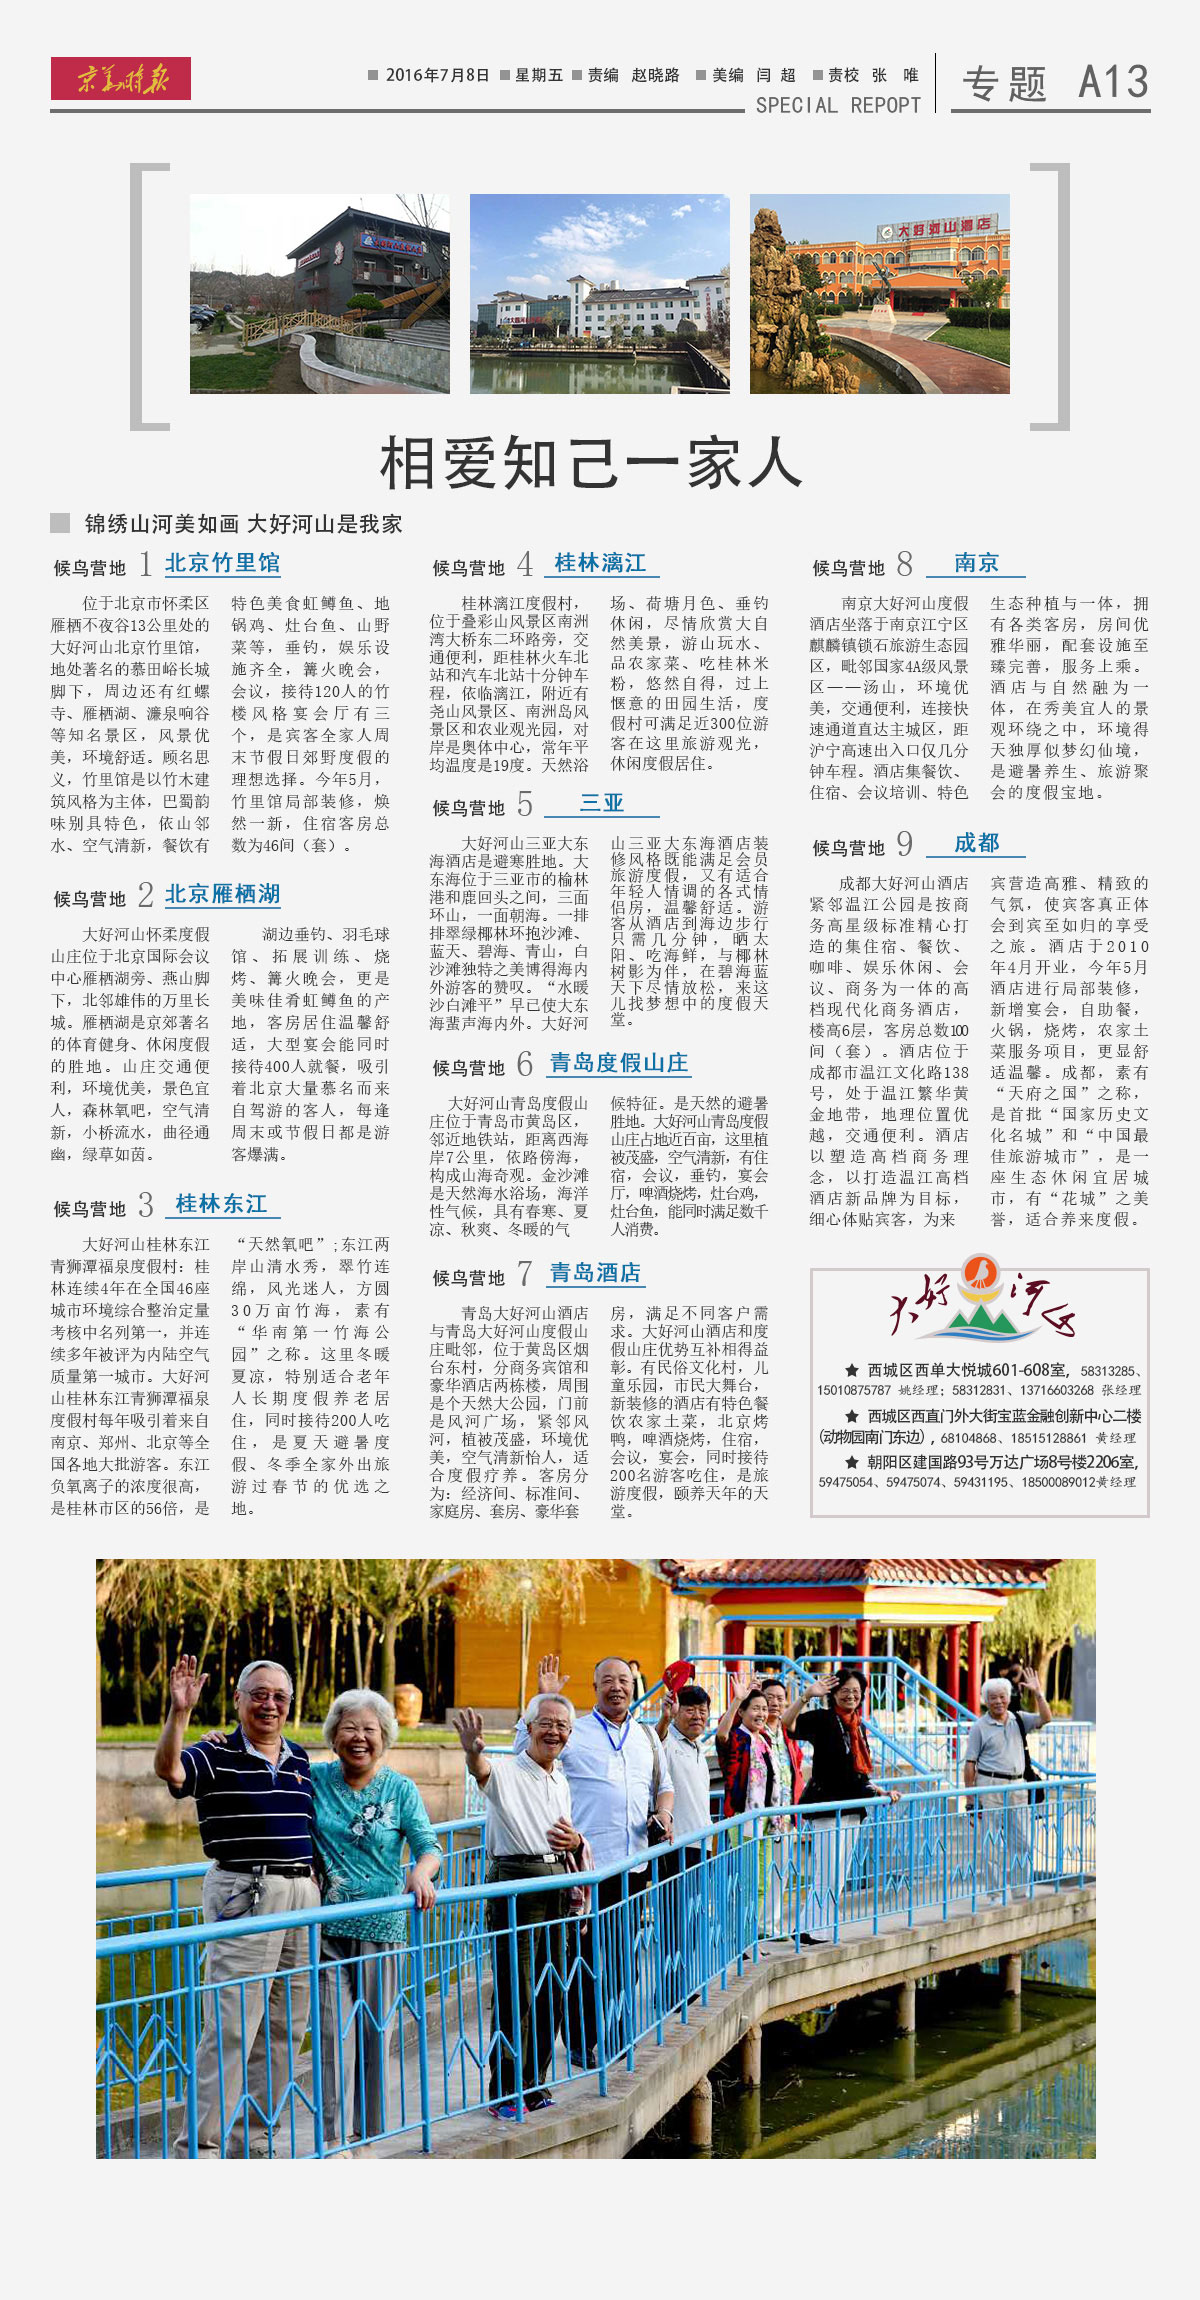 京华时报
2016年7月8日 星期五 责编 赵晓路 美编 闫 超 责校 张 唯
SPECIAL REPOPT
专题 A13
大好河山酒店
相爱知己一家人
锦绣山河美如画 大好河山是我家
候鸟营地 1 北京竹里馆
位于北京市怀柔区
雁栖不夜谷13公里处的
大好河山北京竹里馆，
地处著名的慕田峪长城
脚下，周边还有红螺
寺、雁栖湖、濂泉响谷
等知名景区，风景优
美，环境舒适。顾名思
义，竹里馆是以竹木建
筑风格为主体，巴蜀韵
味别具特色，依山邻
水、空气清新，餐饮有
特色美食虹鳟鱼、地
锅鸡、灶台鱼、山野
菜等，垂钓，娱乐设
施齐全，篝火晚会，
会议，接待120人的竹
楼风格宴会厅有三
个，是宾客全家人周
末节假日郊野度假的
理想选择。今年5月，
竹里馆局部装修，焕
然一新，住宿客房总
数为46间（套）。
候鸟营地 2 北京雁栖湖
大好河山怀柔度假
山庄位于北京国际会议
中心雁栖湖旁、燕山脚
下，北邻雄伟的万里长
城。雁栖湖是京郊著名
的体育健身、休闲度假
的胜地。山庄交通便
利，环境优美，景色宜
人，森林氧吧，空气清
新，小桥流水，曲径通
幽，绿草如茵。
湖边垂钓、羽毛球
馆、拓展训练、烧
烤、篝火晚会，更是
美味佳肴虹鳟鱼的产
地，客房居住温馨舒
适，大型宴会能同时
接待400人就餐，吸引
着北京大量慕名而来
自驾游的客人，每逢
周末或节假日都是游
客爆满。
候鸟营地 3 桂林东江
大好河山桂林东江
青狮潭福泉度假村：桂
林连续4年在全国46座
城市环境综合整治定量
考核中名列第一，并连
续多年被评为内陆空气
质量第一城市。大好河
山桂林东江青狮潭福泉
度假村每年吸引着来自
南京、郑州、北京等全
国各地大批游客。东江
负氧离子的浓度很高，
是桂林市区的56倍，是
“天然氧吧”；东江两
岸山清水秀，翠竹连
绵，风光迷人，方圆
30万亩竹海，素有
“华南第一竹海公
园”之称。这里冬暖
夏凉，特别适合老年
人长期度假养老居
住，同时接待200人吃
住，是夏天避暑度
假、冬季全家外出旅
游过春节的优选之
地。
候鸟营地 4 桂林漓江
桂林漓江度假村，
位于叠彩山风景区南洲
湾大桥东二环路旁，交
通便利，距桂林火车北
站和汽车北站十分钟车
程，依临漓江，附近有
尧山风景区、南洲岛风
景区和农业观光园，对
岸是奥体中心，常年平
均温度是19度。天然浴
场、荷塘月色、垂钓
休闲，尽情欣赏大自
然美景，游山玩水、
品农家菜、吃桂林米
粉，悠然自得，过上
惬意的田园生活，度
假村可满足近300位游
客在这里旅游观光，
休闲度假居住。
候鸟营地 5 三亚
大好河山三亚大东
海酒店是避寒胜地。大
东海位于三亚市的榆林
港和鹿回头之间，三面
环山，一面朝海。一排
排翠绿椰林环抱沙滩、
蓝天、碧海、青山，白
沙滩独特之美博得海内
外游客的赞叹。“水暖
沙白滩平”早已使大东
海蜚声海内外。大好河
山三亚大东海酒店装
修风格既能满足会员
旅游度假，又有适合
年轻人情调的各式情
侣房，温馨舒适。游
客从酒店到海边步行
只需几分钟，晒太
阳、吃海鲜，与椰林
树影为伴，在碧海蓝
天下尽情放松，来这
儿找梦想中的度假天
堂。
候鸟营地 6 青岛度假山庄
大好河山青岛度假山
庄位于青岛市黄岛区，
邻近地铁站，距离西海
岸7公里，依路傍海，
构成山海奇观。金沙滩
是天然海水浴场，海洋
性气候，具有春寒、夏
凉、秋爽、冬暖的气
候特征。是天然的避暑
胜地。大好河山青岛度假
山庄占地近百亩，这里植
被茂盛，空气清新，有住
宿，会议，垂钓，宴会
厅，啤酒烧烤，灶台鸡，
灶台鱼，能同时满足数千
人消费。
候鸟营地 7 青岛酒店
青岛大好河山酒店
与青岛大好河山度假山
庄毗邻，位于黄岛区烟
台东村，分商务宾馆和
豪华酒店两栋楼，周围
是个天然大公园，门前
是风河广场，紧邻风
河，植被茂盛，环境优
美，空气清新怡人，适
合度假疗养。客房分
为：经济间、标准间、
家庭房、套房、豪华套
房，满足不同客户需
求。大好河山酒店和度
假山庄优势互补相得益
彰。有民俗文化村，儿
童乐园，市民大舞台，
新装修的酒店有特色餐
饮农家土菜，北京烤
鸭，啤酒烧烤，住宿，
会议，宴会，同时接待
200名游客吃住，是旅
游度假，颐养天年的天
堂。
候鸟营地 8 南京
南京大好河山度假
酒店坐落于南京江宁区
麒麟镇锁石旅游生态园
区，毗邻国家4A级风景
区——汤山，环境优
美，交通便利，连接快
速通道直达主城区，距
沪宁高速出入口仅几分
钟车程。酒店集餐饮、
住宿、会议培训、特色
生态种植与一体，拥
有各类客房，房间优
雅华丽，配套设施至
臻完善，服务上乘。
酒店与自然融为一
体，在秀美宜人的景
观环绕之中，环境得
天独厚似梦幻仙境，
是避暑养生、旅游聚
会的度假宝地。
候鸟营地 9 成都
成都大好河山酒店
紧邻温江公园是按商
务高星级标准精心打
造的集住宿、餐饮、
咖啡、娱乐休闲、会
议、商务为一体的高
档现代化商务酒店，
楼高6层，客房总数100
间（套）。酒店位于
成都市温江文化路138
号，处于温江繁华黄
金地带，地理位置优
越，交通便利。酒店
以塑造高档商务理
念，以打造温江高档
酒店新品牌为目标，
细心体贴宾客，为来
宾营造高雅、精致的
气氛，使宾客真正体
会到宾至如归的享受
之旅。酒店于2010
年4月开业，今年5月
酒店进行局部装修，
新增宴会，自助餐，
火锅，烧烤，农家土
菜服务项目，更显舒
适温馨。成都，素有
“天府之国”之称，
是首批“国家历史文
化名城”和“中国最
佳旅游城市”，是一
座生态休闲宜居城
市，有“花城”之美
誉，适合养来度假。
大好河山
★ 西城区西单大悦城601-608室，58313285、
15010875787 姚经理；58312831、13716603268 张经理
★ 西城区西直门外大街宝蓝金融创新中心二楼
（动物园南门东边），68104868、18515128861 黄经理
★ 朝阳区建国路93号万达广场8号楼2206室，
59475054、59475074、59431195、18500089012黄经理